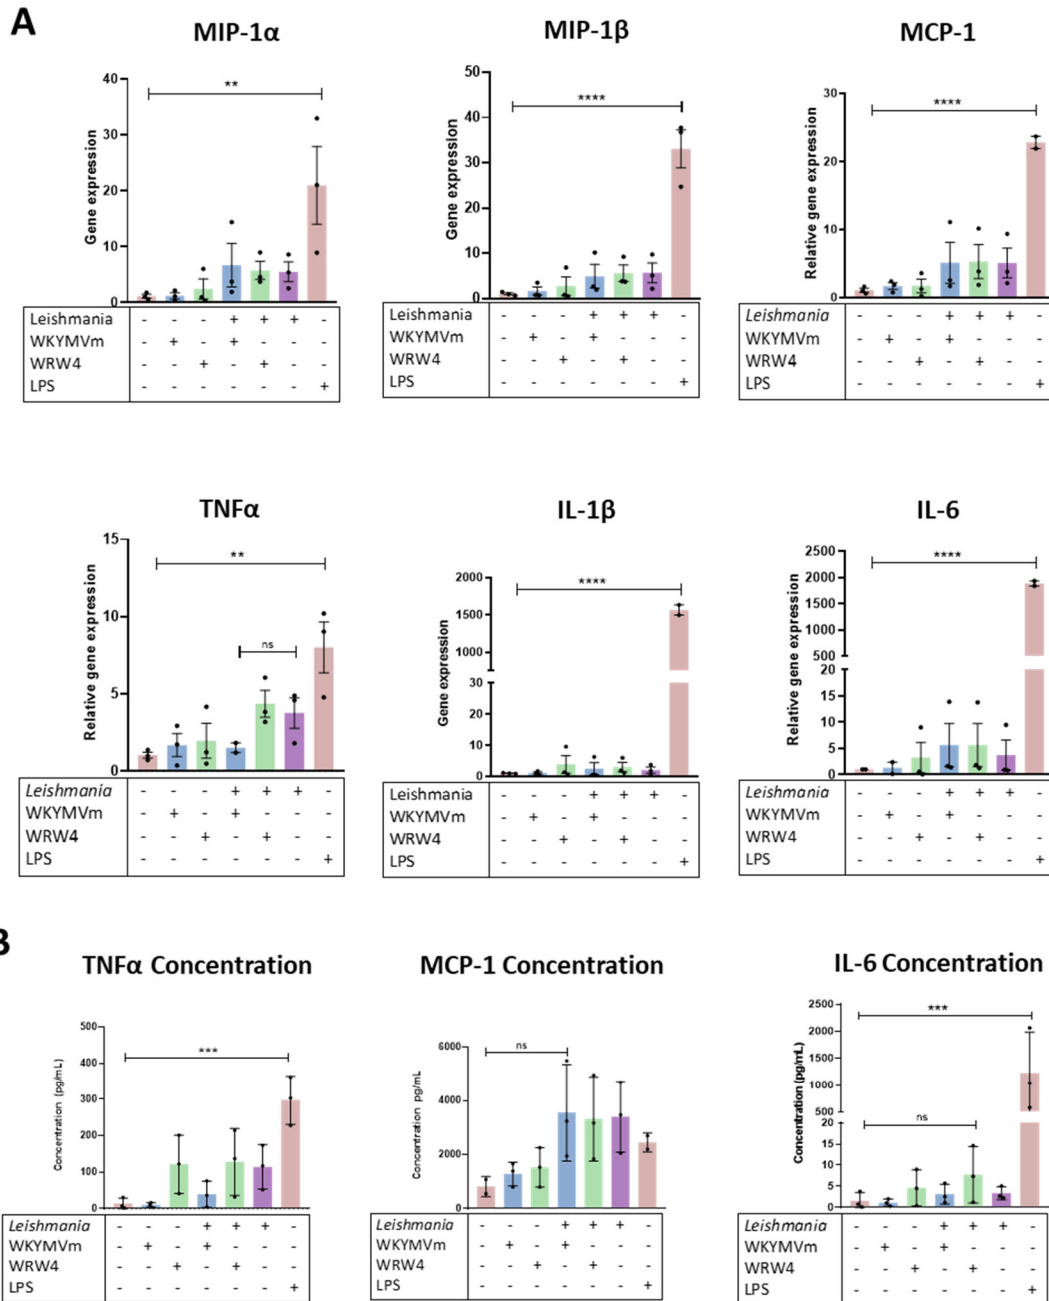 A
MIP-1α
Gene expression
40
30
20
10
0
**
Leishmania - - - + + + -
WKYMVm - + - + - - -
WRW4 - - + - + - -
LPS - - - - - - +
MIP-1β
Gene expression
50
40
30
20
10
0
****
Leishmania - - - + + + -
WKYMVm - + - + - - -
WRW4 - - + - + - -
LPS - - - - - - +
MCP-1
Relative gene expression
30
20
10
0
****
Leishmania - - - + + + -
WKYMVm - + - + - - -
WRW4 - - + - + - -
LPS - - - - - - +
TNFα
Relative gene expression
15
10
5
0
**
ns
Leishmania - - - + + + -
WKYMVm - + - + - - -
WRW4 - - + - + - -
LPS - - - - - - +
IL-1β
Gene expression
2000
1500
1000
30
20
10
0
****
Leishmania - - - + + + -
WKYMVm - + - + - - -
WRW4 - - + - + - -
LPS - - - - - - +
IL-6
Relative gene expression
2500
2000
1500
1000
500
20
15
10
5
0
****
Leishmania - - - + + + -
WKYMVm - + - + - - -
WRW4 - - + - + - -
LPS - - - - - - +
B
TNFα Concentration
Concentration (pg/mL)
500
400
300
200
100
0
***
Leishmania - - - + + + -
WKYMVm - + - + - - -
WRW4 - - + - + - -
LPS - - - - - - +
MCP-1 Concentration
Concentration pg/mL
6000
4000
2000
0
ns
Leishmania - - - + + + -
WKYMVm - + - + - - -
WRW4 - - + - + - -
LPS - - - - - - +
IL-6 Concentration
Concentration (pg/mL)
2500
2000
1500
1000
500
20
15
10
5
0
***
ns
Leishmania - - - + + + -
WKYMVm - + - + - - -
WRW4 - - + - + - -
LPS - - - - - - +